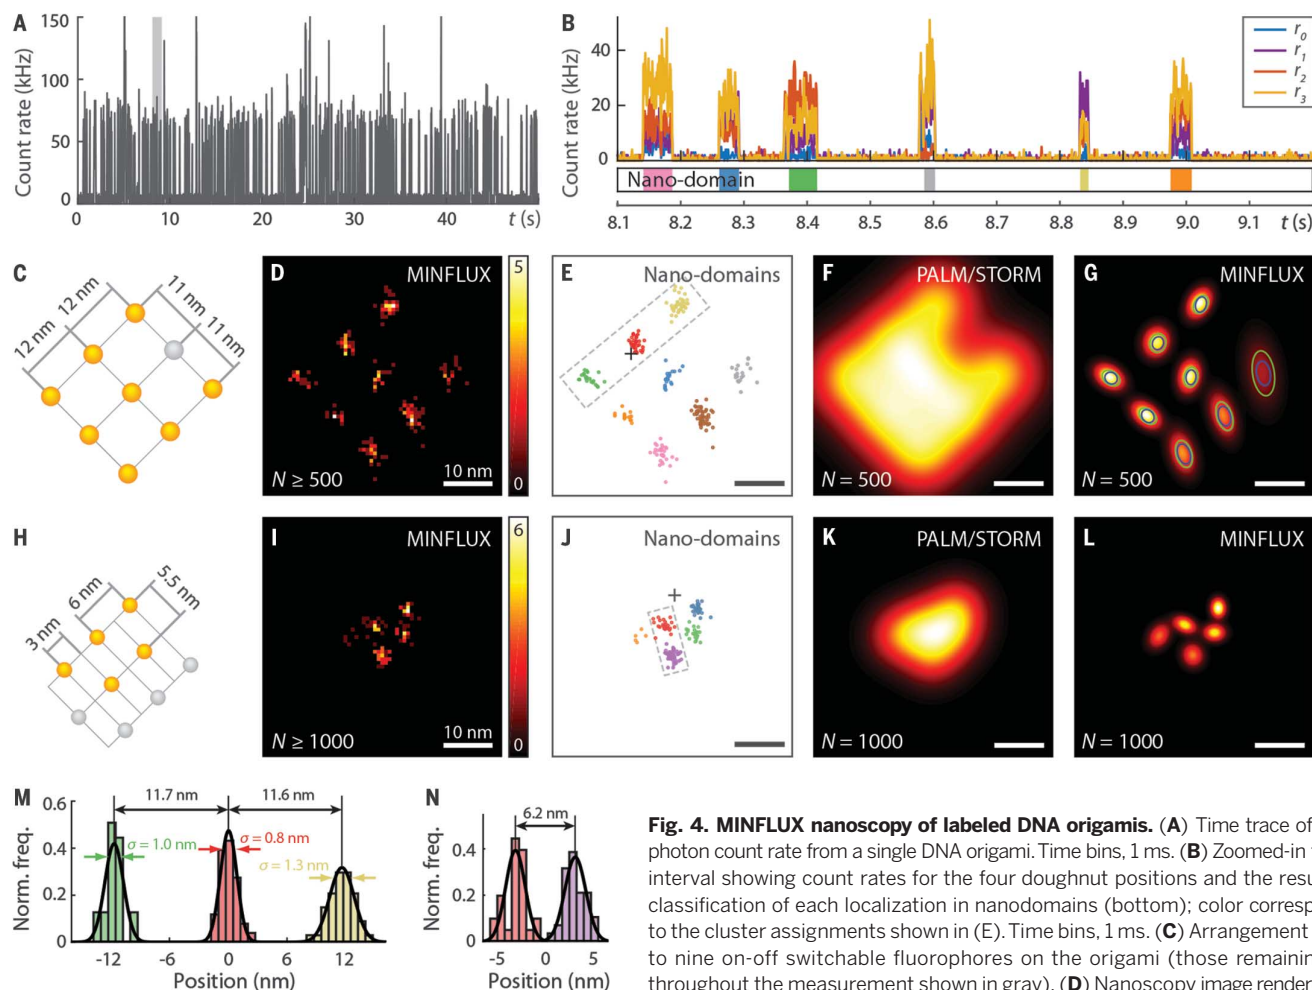 A
150
100
50
0
Count rate (kHz)
0 10 20 30 40 t (s)
B
40
20
0
Count rate (kHz)
r0
r1
r2
r3
Nano-domain
8.1 8.2 8.3 8.4 8.5 8.6 8.7 8.8 8.9 9.0 9.1 t (s)
C
12 nm
12 nm
11 nm
11 nm
D MINFLUX
N ≥ 500
10 nm
5
0
E Nano-domains
F PALM/STORM
N = 500
G MINFLUX
N = 500
H
3 nm
6 nm
5.5 nm
I MINFLUX
N ≥ 1000
10 nm
6
0
J Nano-domains
K PALM/STORM
N = 1000
L MINFLUX
N = 1000
M
0.6
0.4
0.2
0
Norm. freq.
11.7 nm 11.6 nm
σ = 1.0 nm
σ = 0.8 nm
σ = 1.3 nm
-12 -6 0 6 12
Position (nm)
N
0.4
0.2
0
Norm. freq.
6.2 nm
-5 0 5
Position (nm)
Fig. 4. MINFLUX nanoscopy of labeled DNA origamis. (A) Time trace of
photon count rate from a single DNA origami. Time bins, 1 ms. (B) Zoomed-in
interval showing count rates for the four doughnut positions and the resu
classification of each localization in nanodomains (bottom); color corresp
to the cluster assignments shown in (E). Time bins, 1 ms. (C) Arrangement
to nine on-off switchable fluorophores on the origami (those remainin
throughout the measurement shown in gray). (D) Nanoscopy image render